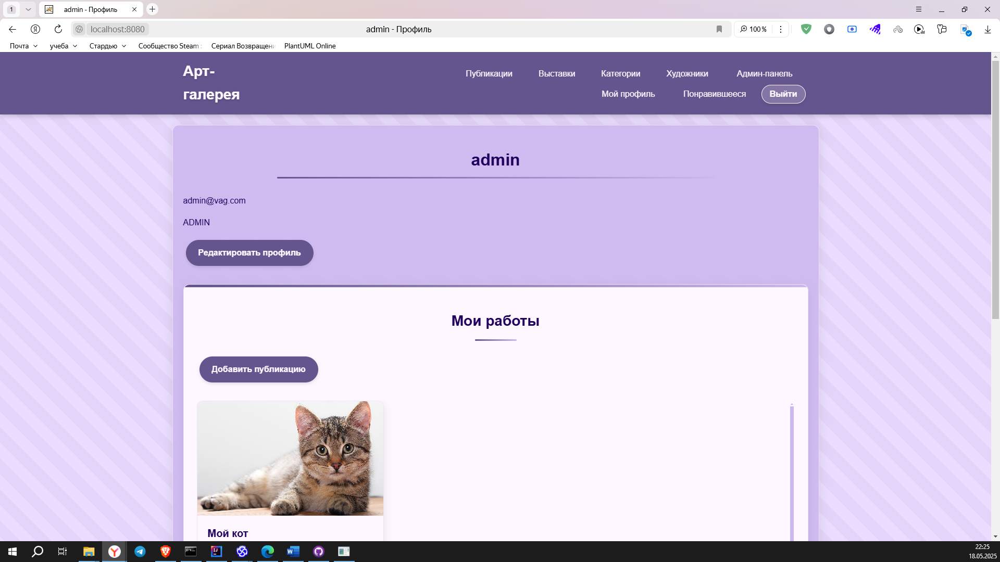 1
admin - Профиль
localhost:8080
admin - Профиль
100 %
Почта
учеба
Стардью
Сообщество Steam
Сериал Возвращени
PlantUML Online
Арт-
галерея
Публикации
Выставки
Категории
Художники
Админ-панель
Мой профиль
Понравившееся
Выйти
admin
admin@vag.com
ADMIN
Редактировать профиль
Мои работы
Добавить публикацию
Мой кот
22:25
18.05.2025